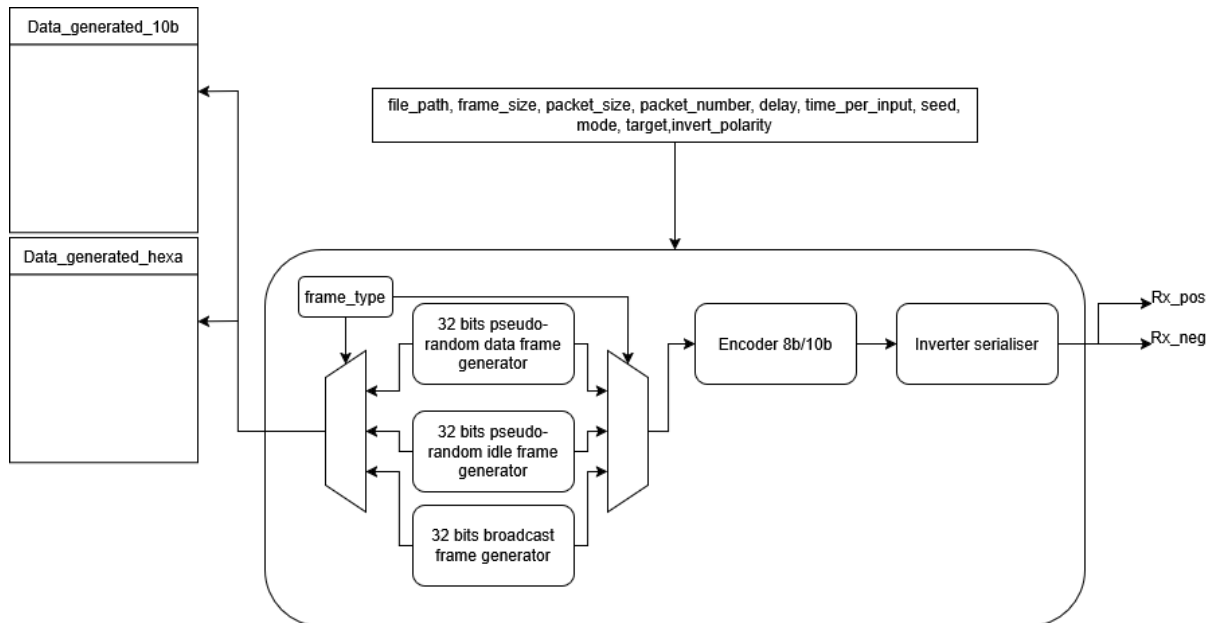 Data_generated_10b
file_path, frame_size, packet_size, packet_number, delay, time_per_input, seed,
mode, target,invert_polarity
Data_generated_hexa
frame_type
32 bits pseudo-
random data frame
generator
Encoder 8b/10b
Inverter serialiser
Rx_pos
Rx_neg
32 bits pseudo-
random idle frame
generator
32 bits broadcast
frame generator